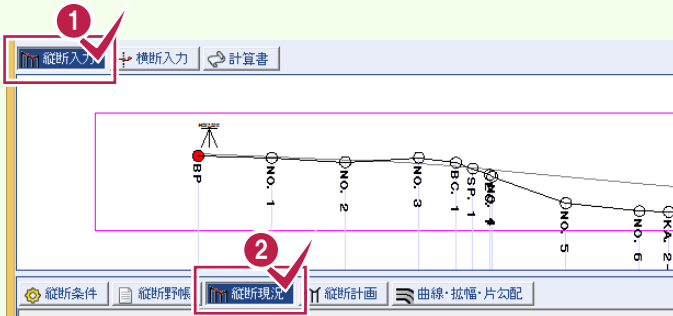 1
縦断入力 横断入力 計算書
BP NO. 1 NO. 2 NO. 3 BC. 1 SP. 1 NO. 4 NO. 5 NO. 6 KA. 2-
2
縦断条件 縦断野帳 縦断現況 縦断計画 曲線・拡幅・片勾配